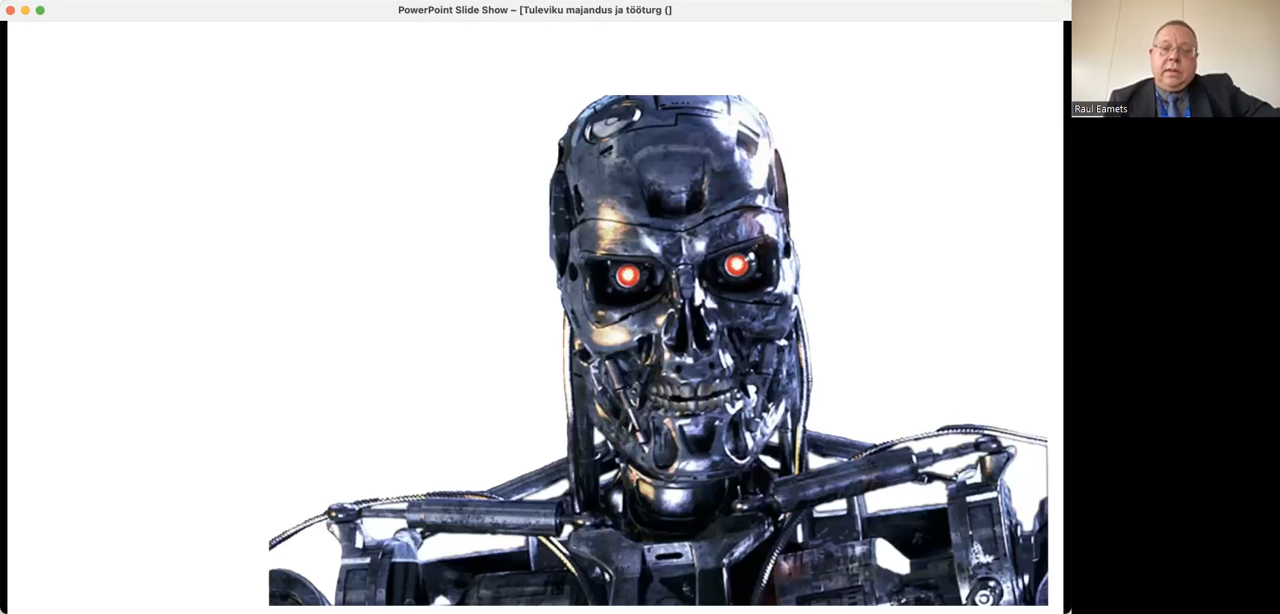 PowerPoint Slide Show – [Tuleviku majandus ja tööturg (]
Raul Eamets